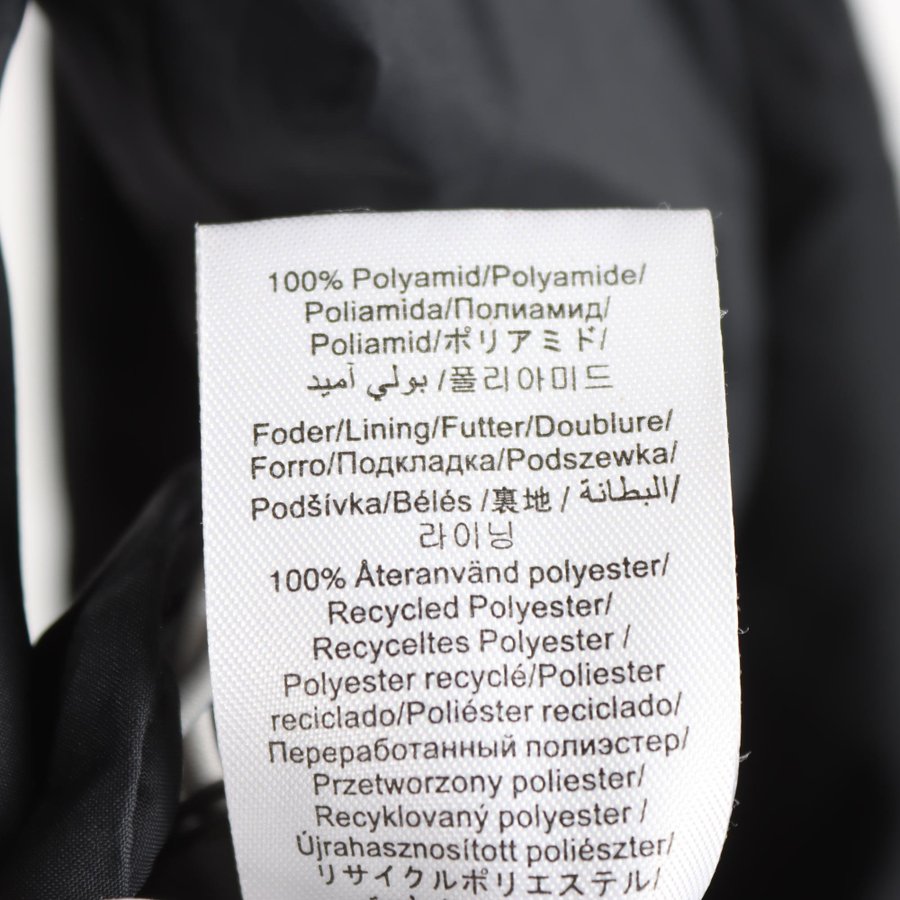 100% Polyamid/Polyamide/
Poliamida/Полиамид/
Poliamid/ポリアミド/
بولي آميد /폴리아미드
Foder/Lining/Futter/Doublure/
Forro/Подкладка/Podszewka/
Podšívka/Bélés /裏地 / البطانة/
라이닝
100% Återanvänd polyester/
Recycled Polyester/
Recyceltes Polyester /
Polyester recyclé/Poliester
reciclado/Poliéster reciclado/
Переработанный полиэстер/
Przetworzony poliester/
Recyklovaný polyester /
Újrahasznosított poliészter/
リサイクルポリエステル/